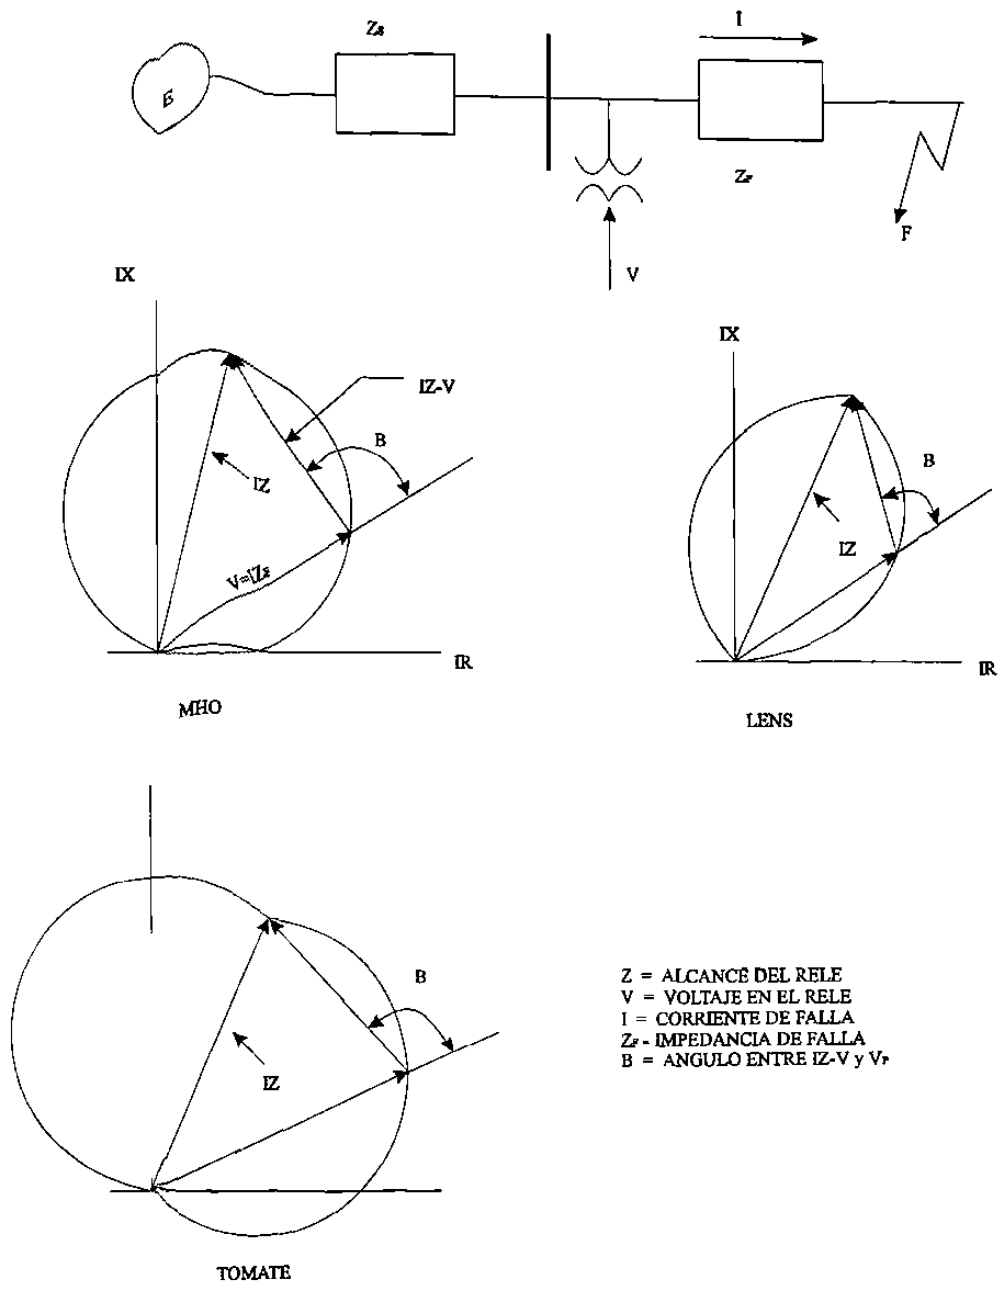 I
Zs
E
ZF
F
V
IX
IZ-V
B
IZ
V=IZF
IR
MHO
IX
B
IZ
IR
LENS
B
IZ
TOMATE
Z = ALCANCE DEL RELE
V = VOLTAJE EN EL RELE
I = CORRIENTE DE FALLA
ZF - IMPEDANCIA DE FALLA
B = ANGULO ENTRE IZ-V y VP